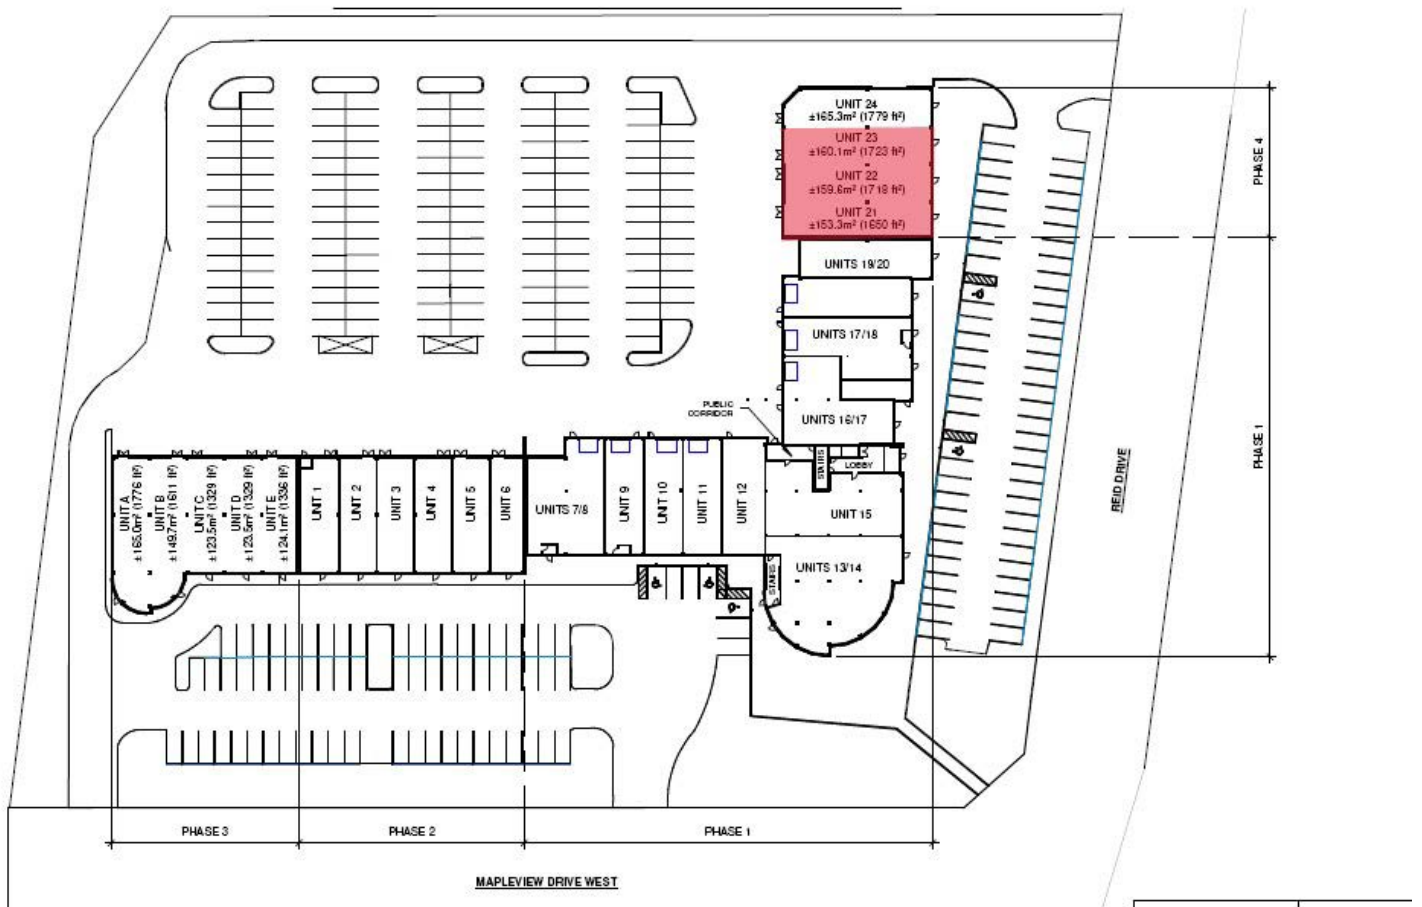 UNIT 24
±165.3m² (1779 ft²)
UNIT 23
±160.1m² (1723 ft²)
UNIT 22
±159.6m² (1718 ft²)
UNIT 21
±153.3m² (1650 ft²)
UNITS 19/20
UNITS 17/18
UNITS 16/17
PUBLIC
CORRIDOR
STAIRS
LOBBY
UNIT 15
UNITS 13/14
STAIRS
UNIT A
±165.0m² (1776 ft²)
UNIT B
±149.7m² (1611 ft²)
UNIT C
±123.5m² (1329 ft²)
UNIT D
±123.5m² (1329 ft²)
UNIT E
±124.1m² (1336 ft²)
UNIT 1
UNIT 2
UNIT 3
UNIT 4
UNIT 5
UNIT 6
UNITS 7/8
UNIT 9
UNIT 10
UNIT 11
UNIT 12
PHASE 4
PHASE 1
REID DRIVE
PHASE 3
PHASE 2
PHASE 1
MAPLEVIEW DRIVE WEST